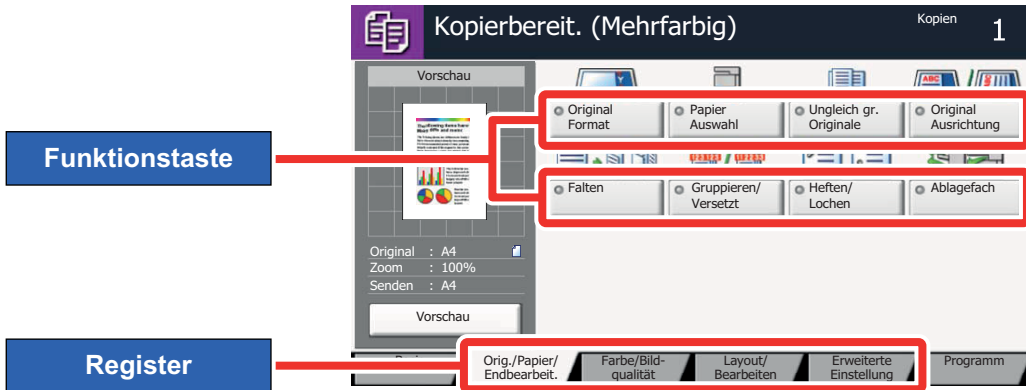 Kopierbereit. (Mehrfarbig)
Kopien
1
Vorschau
Original
Format
Papier
Auswahl
Ungleich gr.
Originale
Original
Ausrichtung
Funktionstaste
Falten
Gruppieren/
Versetzt
Heften/
Lochen
Ablagefach
Original : A4
Zoom : 100%
Senden : A4
Vorschau
Register
Orig./Papier/
Endbearbeit.
Farbe/Bild-
qualität
Layout/
Bearbeiten
Erweiterte
Einstellung
Programm